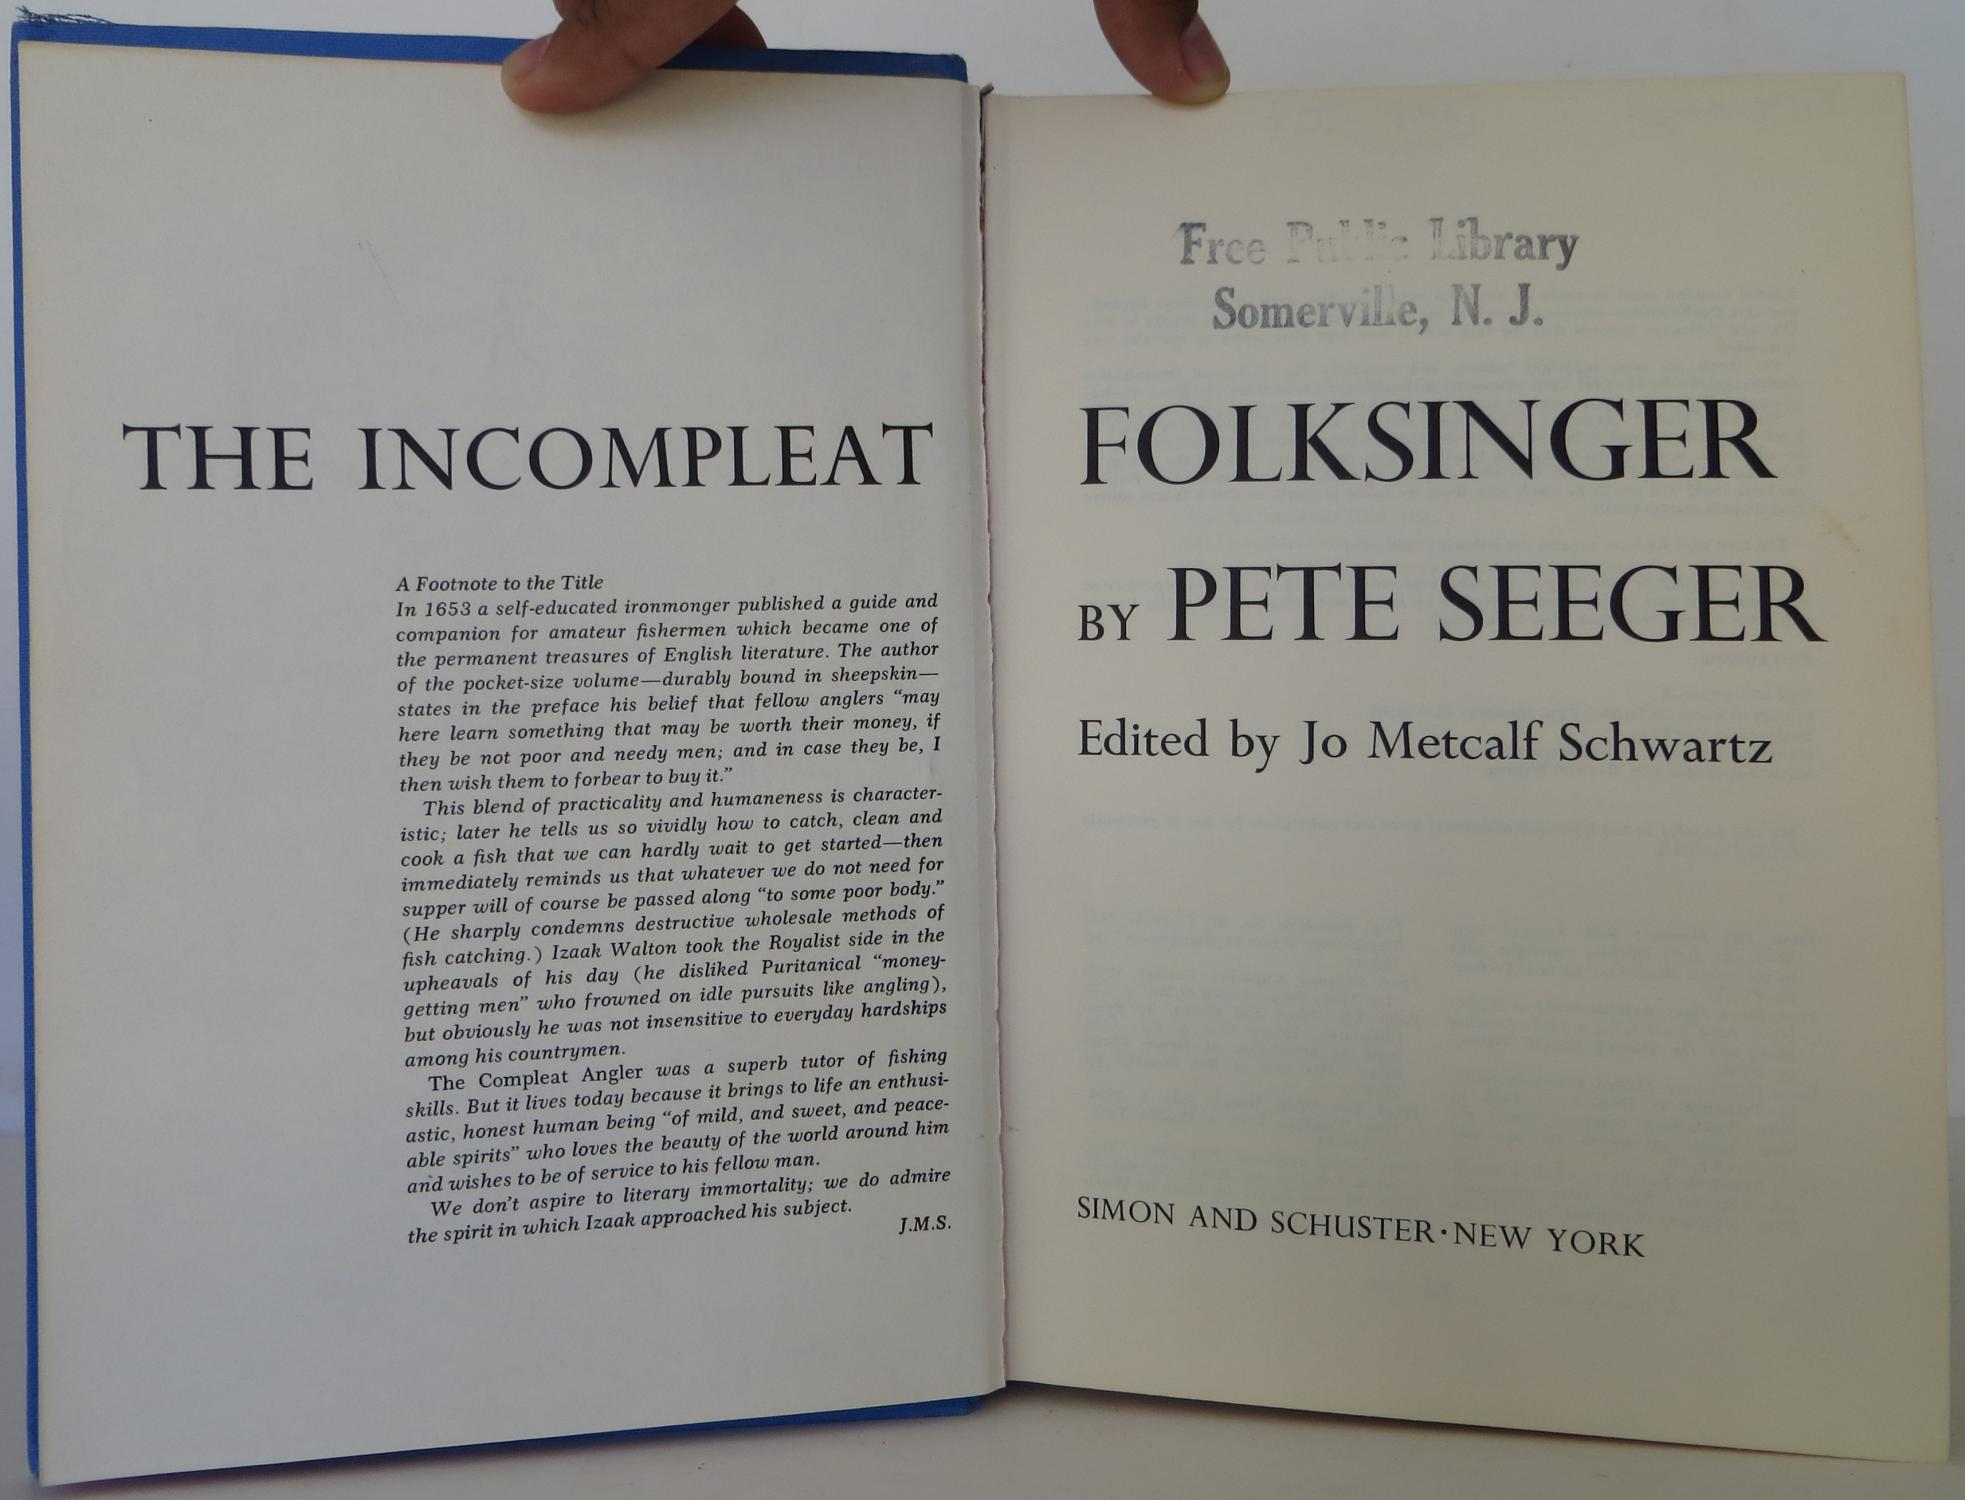 THE INCOMPLEAT
A Footnote to the Title
In 1653 a self-educated ironmonger published a guide and
companion for amateur fishermen which became one of
the permanent treasures of English literature. The author
of the pocket-size volume—durably bound in sheepskin—
states in the preface his belief that fellow anglers “may
here learn something that may be worth their money, if
they be not poor and needy men; and in case they be, I
then wish them to forbear to buy it.”
This blend of practicality and humaneness is character-
istic; later he tells us so vividly how to catch, clean and
cook a fish that we can hardly wait to get started—then
immediately reminds us that whatever we do not need for
supper will of course be passed along “to some poor body.”
(He sharply condemns destructive wholesale methods of
fish catching.) Izaak Walton took the Royalist side in the
upheavals of his day (he disliked Puritanical “money-
getting men” who frowned on idle pursuits like angling),
but obviously he was not insensitive to everyday hardships
among his countrymen.
The Compleat Angler was a superb tutor of fishing
skills. But it lives today because it brings to life an enthusi-
astic, honest human being “of mild, and sweet, and peace-
able spirits” who loves the beauty of the world around him
and wishes to be of service to his fellow man.
We don’t aspire to literary immortality; we do admire
the spirit in which Izaak approached his subject.
J.M.S.
Free Public Library
Somerville, N. J.
FOLKSINGER
BY PETE SEEGER
Edited by Jo Metcalf Schwartz
SIMON AND SCHUSTER • NEW YORK